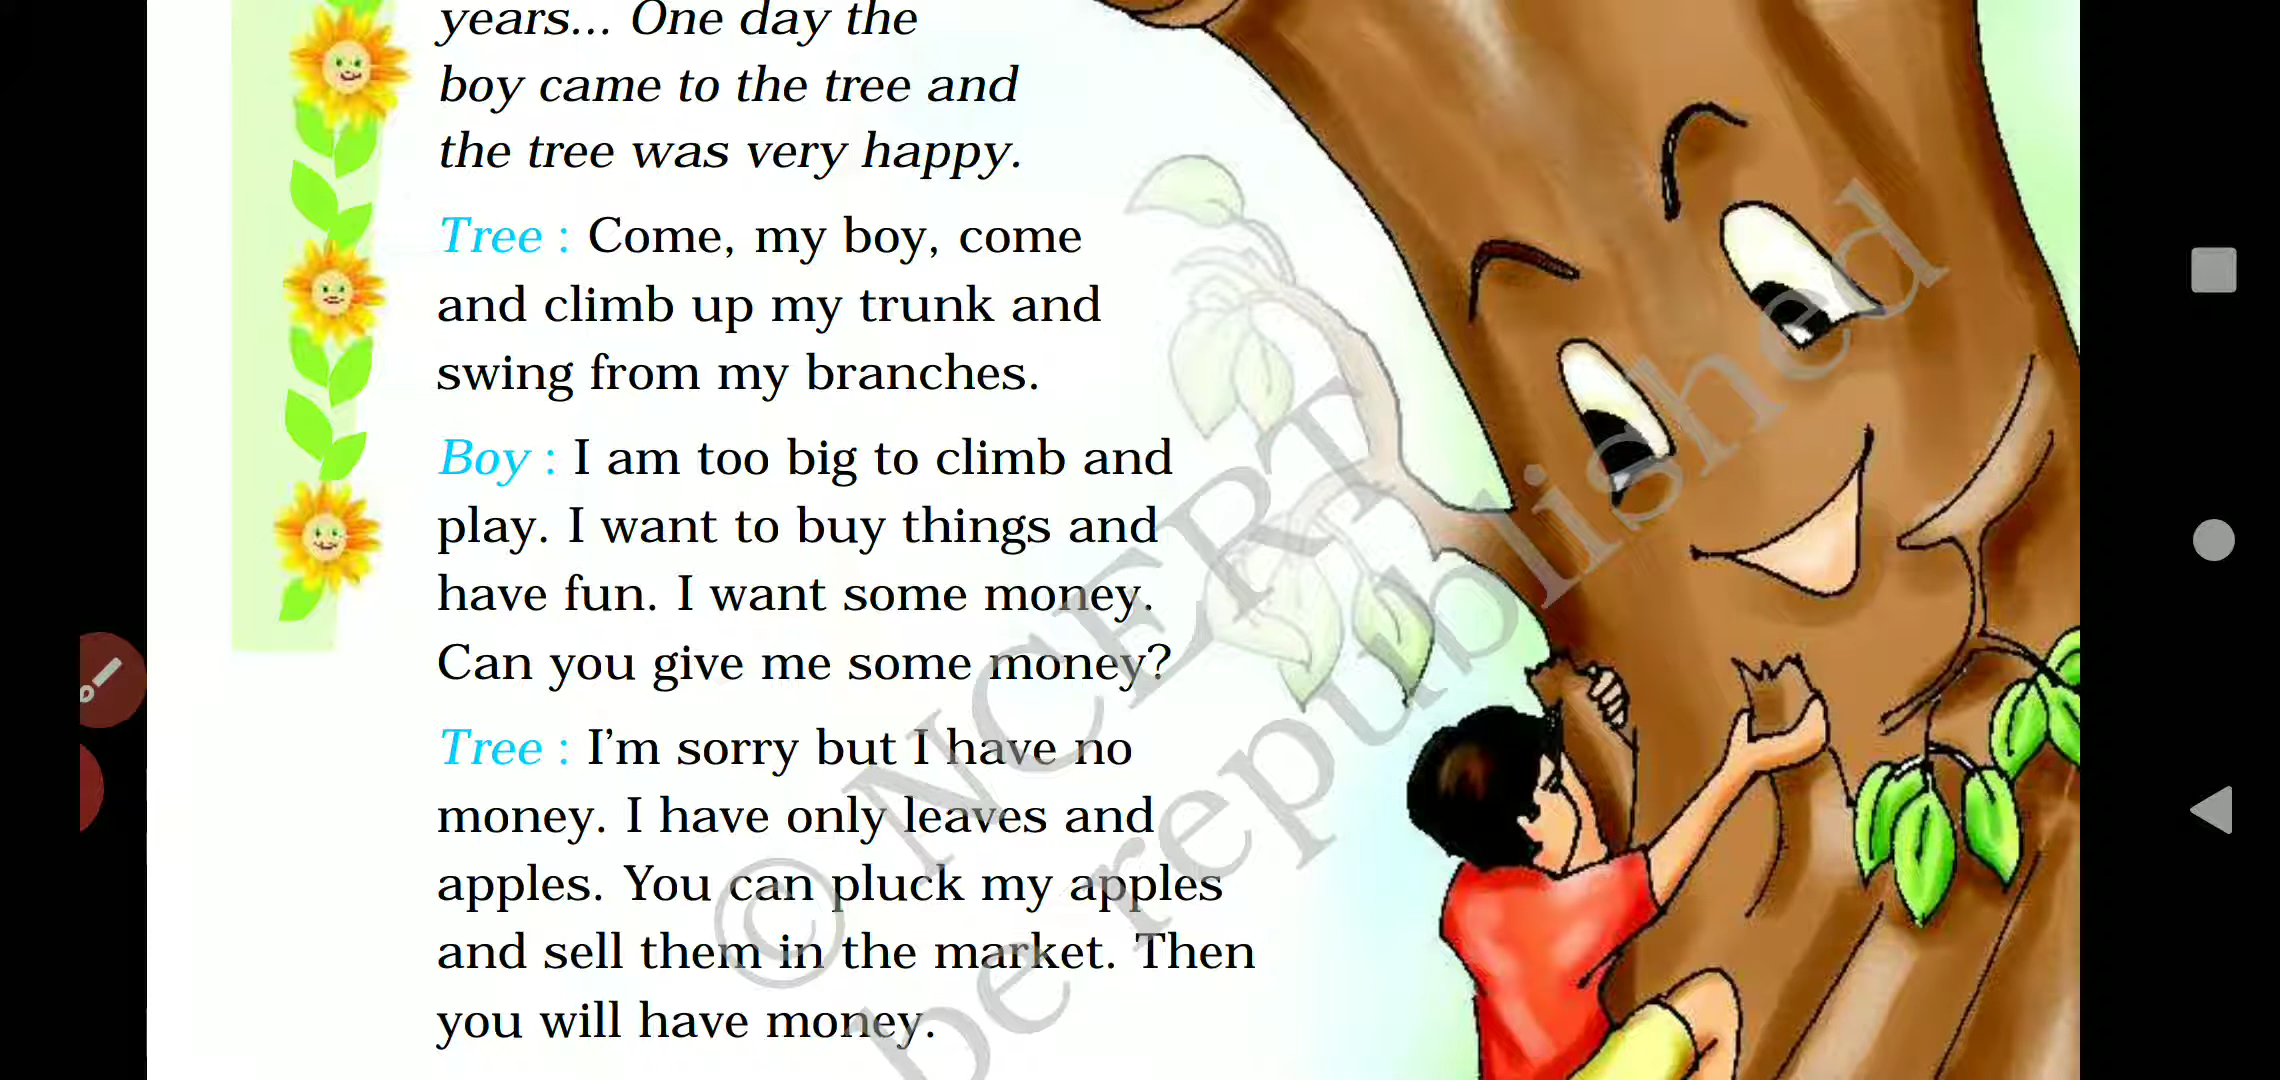 years... One day the
boy came to the tree and
the tree was very happy.
Tree : Come, my boy, come
and climb up my trunk and
swing from my branches.
Boy : I am too big to climb and
play. I want to buy things and
have fun. I want some money.
Can you give me some money?
Tree : I'm sorry but I have no
money. I have only leaves and
apples. You can pluck my apples
and sell them in the market. Then
you will have money.
© NCERT
be republished